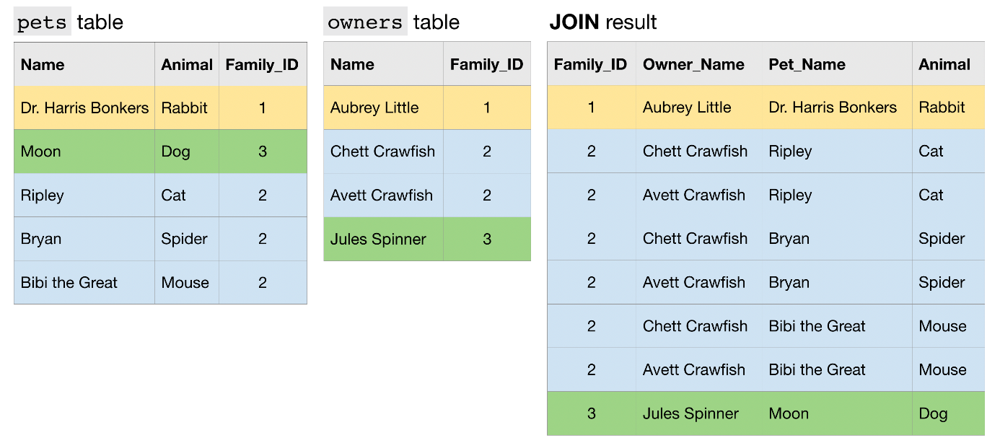 pets table
Name Animal Family_ID
Dr. Harris Bonkers Rabbit 1
Moon Dog 3
Ripley Cat 2
Bryan Spider 2
Bibi the Great Mouse 2
owners table
Name Family_ID
Aubrey Little 1
Chett Crawfish 2
Avett Crawfish 2
Jules Spinner 3
JOIN result
Family_ID Owner_Name Pet_Name Animal
1 Aubrey Little Dr. Harris Bonkers Rabbit
2 Chett Crawfish Ripley Cat
2 Avett Crawfish Ripley Cat
2 Chett Crawfish Bryan Spider
2 Avett Crawfish Bryan Spider
2 Chett Crawfish Bibi the Great Mouse
2 Avett Crawfish Bibi the Great Mouse
3 Jules Spinner Moon Dog